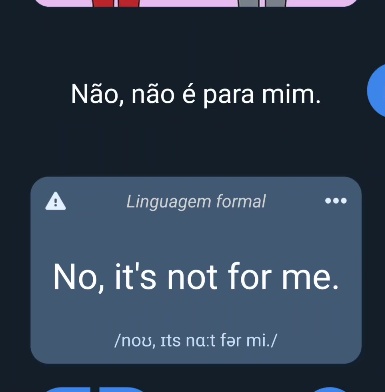 Não, não é para mim.
Linguagem formal
No, it's not for me.
/noʊ, ɪts nɑːt fər mi./